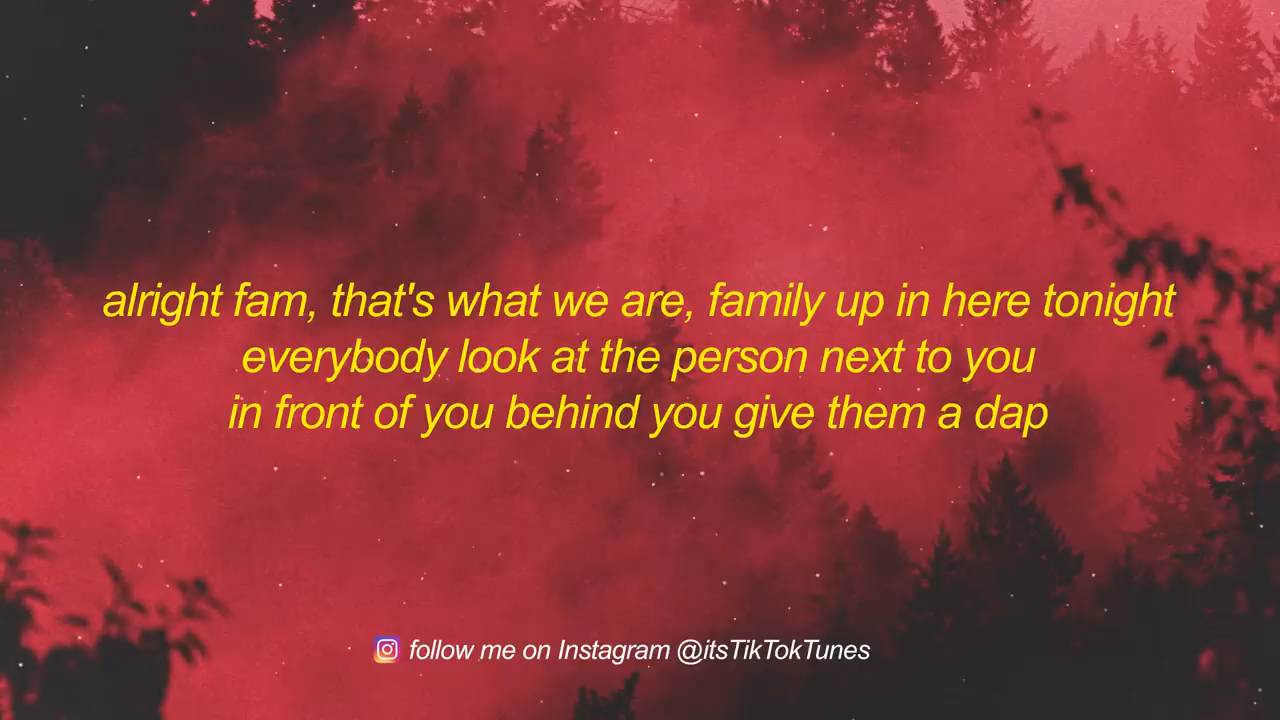 alright fam, that's what we are, family up in here tonight
everybody look at the person next to you
in front of you behind you give them a dap
follow me on Instagram @itsTikTokTunes